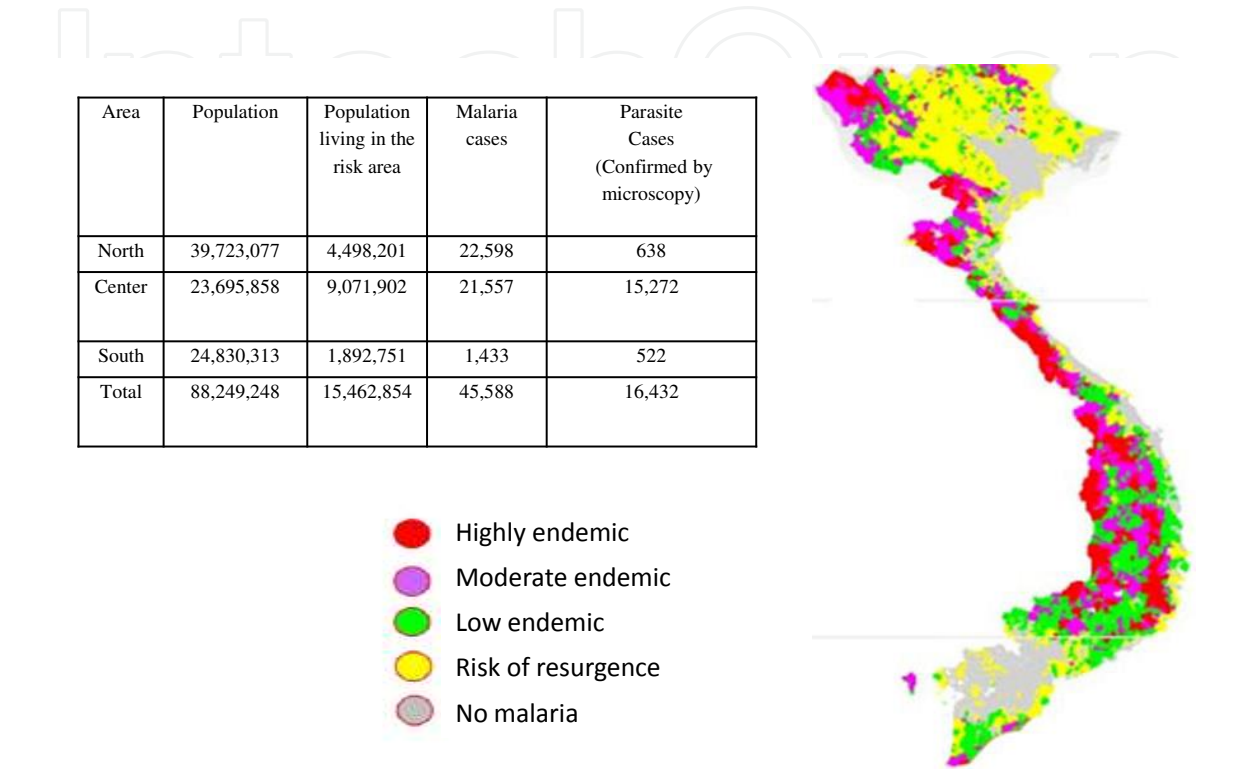 Area Population Population living in the risk area Malaria cases Parasite Cases (Confirmed by microscopy)
North 39,723,077 4,498,201 22,598 638
Center 23,695,858 9,071,902 21,557 15,272
South 24,830,313 1,892,751 1,433 522
Total 88,249,248 15,462,854 45,588 16,432
Highly endemic
Moderate endemic
Low endemic
Risk of resurgence
No malaria